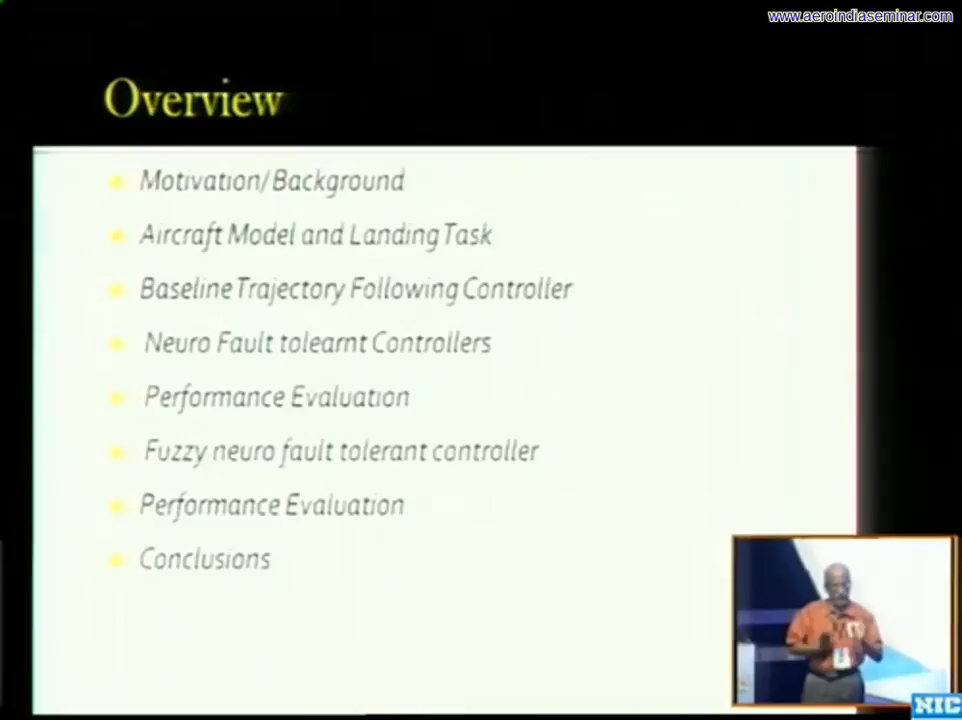 www.aeroindiaseminar.com
Overview
Motivation/Background
Aircraft Model and Landing Task
Baseline Trajectory Following Controller
Neuro Fault tolearnt Controllers
Performance Evaluation
Fuzzy neuro fault tolerant controller
Performance Evaluation
Conclusions
NIC